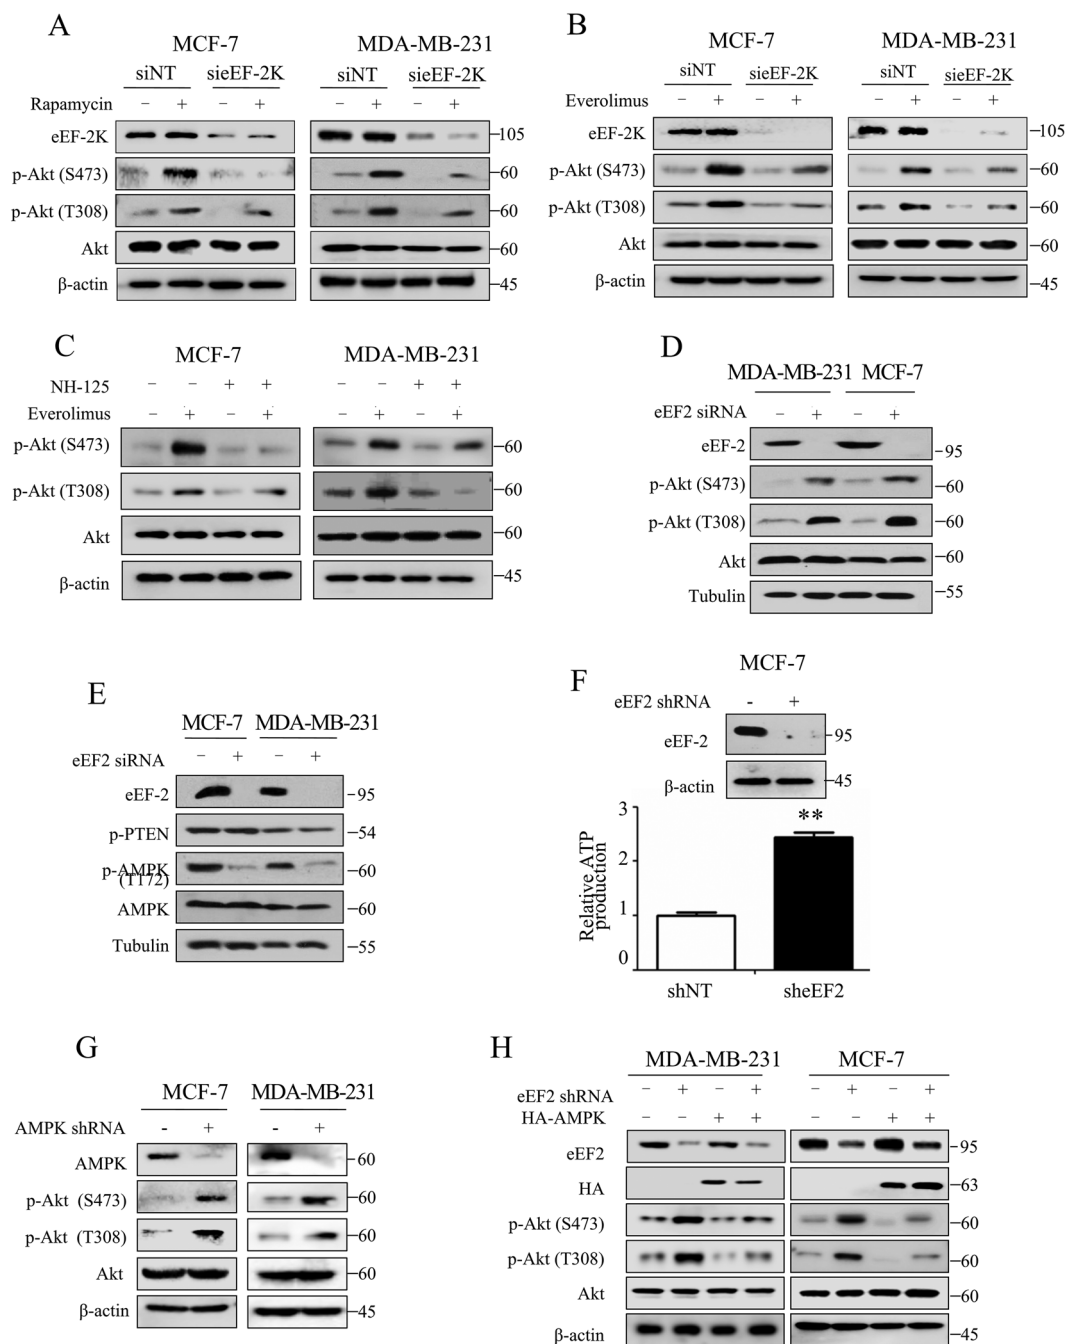 A
MCF-7 MDA-MB-231
siNT sieEF-2K siNT sieEF-2K
Rapamycin − + − + − + − +
eEF-2K −105
p-Akt (S473) −60
p-Akt (T308) −60
Akt −60
β-actin −45
B
MCF-7 MDA-MB-231
siNT sieEF-2K siNT sieEF-2K
Everolimus − + − + − + − +
eEF-2K −105
p-Akt (S473) −60
p-Akt (T308) −60
Akt −60
β-actin −45
C
MCF-7 MDA-MB-231
NH-125 − − + + − − + +
Everolimus − + − + − + − +
p-Akt (S473) −60
p-Akt (T308) −60
Akt −60
β-actin −45
D
MDA-MB-231 MCF-7
eEF2 siRNA − + − +
eEF-2 −95
p-Akt (S473) −60
p-Akt (T308) −60
Akt −60
Tubulin −55
E
MCF-7 MDA-MB-231
eEF2 siRNA − + − +
eEF-2 −95
p-PTEN −54
p-AMPK −60
(T172)
AMPK −60
Tubulin −55
F
MCF-7
eEF2 shRNA - +
eEF-2 −95
β-actin −45
Relative ATP
production
3
2
1
0
**
shNT sheEF2
G
MCF-7 MDA-MB-231
AMPK shRNA - + - +
AMPK −60
p-Akt (S473) −60
p-Akt (T308) −60
Akt −60
β-actin −45
H
MDA-MB-231 MCF-7
eEF2 shRNA − + − + − + − +
HA-AMPK − − + + − − + +
eEF2 −95
HA −63
p-Akt (S473) −60
p-Akt (T308) −60
Akt −60
β-actin −45